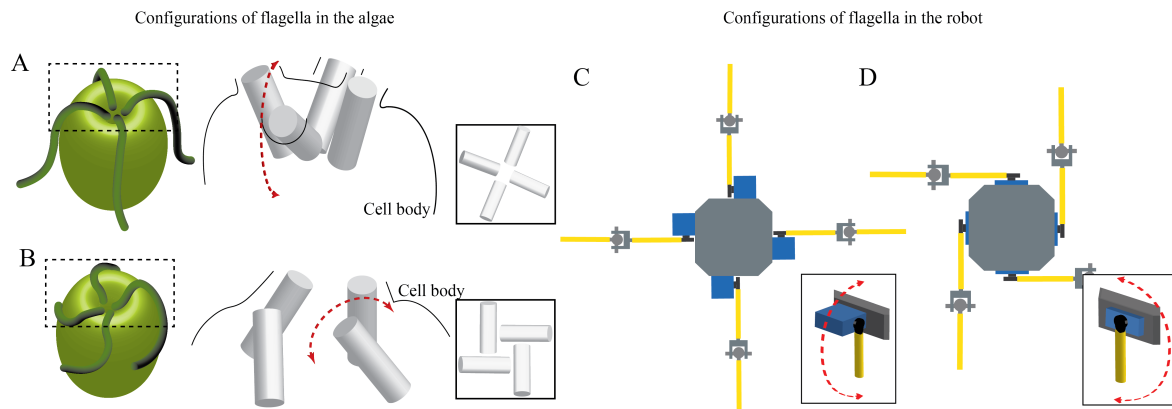 Configurations of flagella in the algae
Configurations of flagella in the robot
A
Cell body
B
Cell body
C
D